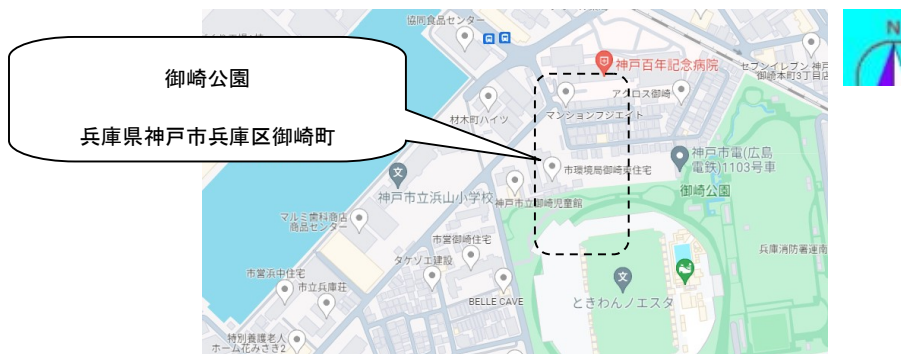 御崎公園
兵庫県神戸市兵庫区御崎町
協同食品センター
神戸百年記念病院
セブンイレブン 神戸
御崎本町3丁目店
アクロス御崎
マンションフジエイト
材木町ハイツ
神戸市電(広島
電鉄)1103号車
市環境局御崎東住宅
御崎公園
神戸市立浜山小学校
神戸市立御崎児童館
マルミ歯科商店
商品センター
市営御崎住宅
タケゾエ建設
兵庫消防署運南
市営浜中住宅
市立兵庫荘
BELLE CAVE
ときわんノエスタ
特別養護老人
ホーム花みさき2
N